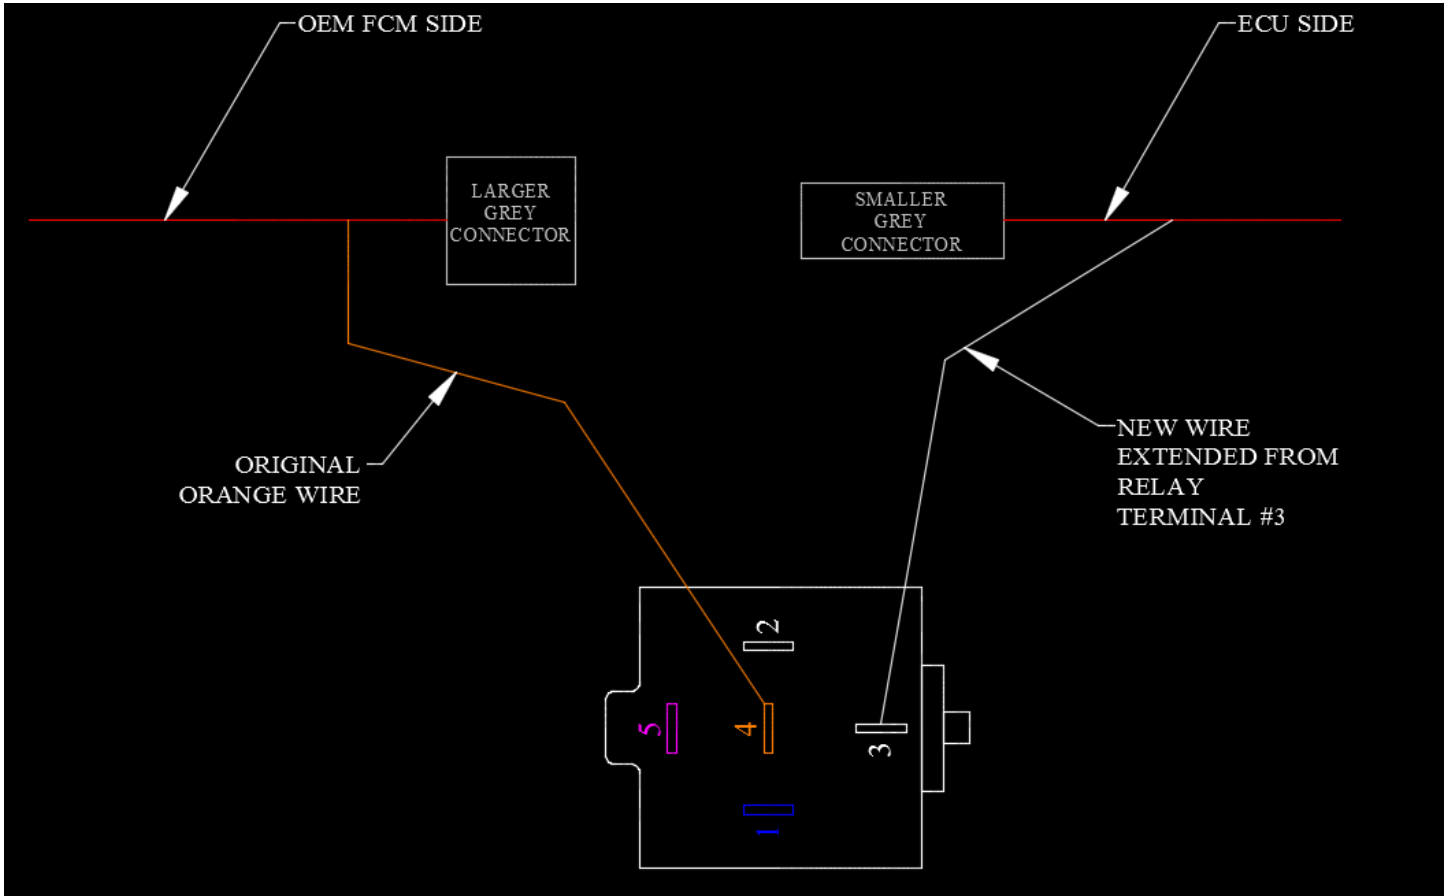 OEM FCM SIDE
ECU SIDE
LARGER
GREY
CONNECTOR
SMALLER
GREY
CONNECTOR
ORIGINAL
ORANGE WIRE
NEW WIRE
EXTENDED FROM
RELAY
TERMINAL #3
2
5
4
3
1